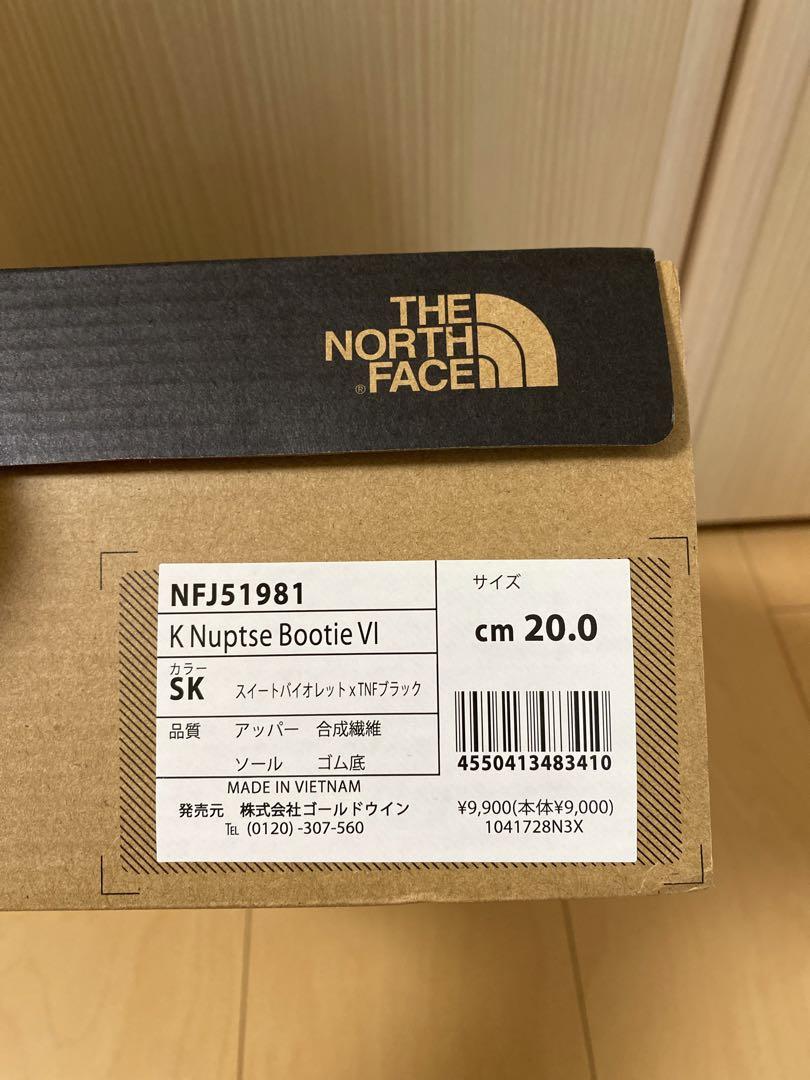 THE
NORTH
FACE
®
NFJ51981
K Nuptse Bootie VI
カラー
SK スイートバイオレット x TNFブラック
品質 アッパー 合成繊維
ソール ゴム底
MADE IN VIETNAM
発売元 株式会社ゴールドウイン
℡ (0120) -307-560
サイズ
cm 20.0
4550413483410
¥9,900(本体¥9,000)
1041728N3X